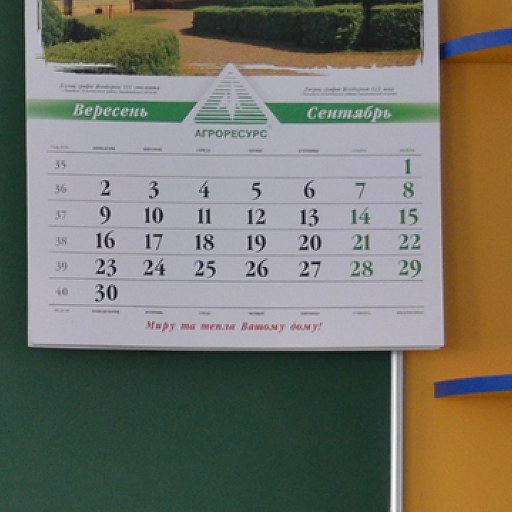 Вересень
Сентябрь
АГРОРЕСУРС®
35 1
36 2 3 4 5 6 7 8
37 9 10 11 12 13 14 15
38 16 17 18 19 20 21 22
39 23 24 25 26 27 28 29
40 30
Миру та тепла Вашому дому!